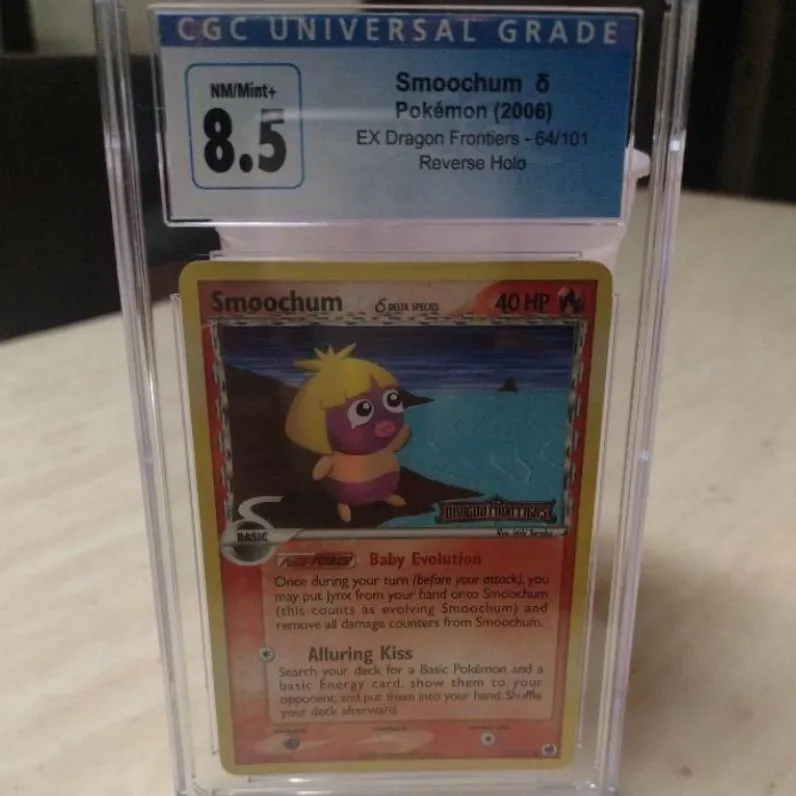 CGC UNIVERSAL GRADE
NM/Mint+
8.5
Smoochum δ
Pokémon (2006)
EX Dragon Frontiers - 64/101
Reverse Holo
Smoochum δ DELTA SPECIES 40 HP
DRAGON FRONTIERS
BASIC
POKé-POWER Baby Evolution
Once during your turn (before your attack), you
may put Jynx from your hand onto Smoochum
(this counts as evolving Smoochum) and
remove all damage counters from Smoochum.
Alluring Kiss
Search your deck for a Basic Pokémon and a
basic Energy card, show them to your
opponent, and put them into your hand. Shuffle
your deck afterward.